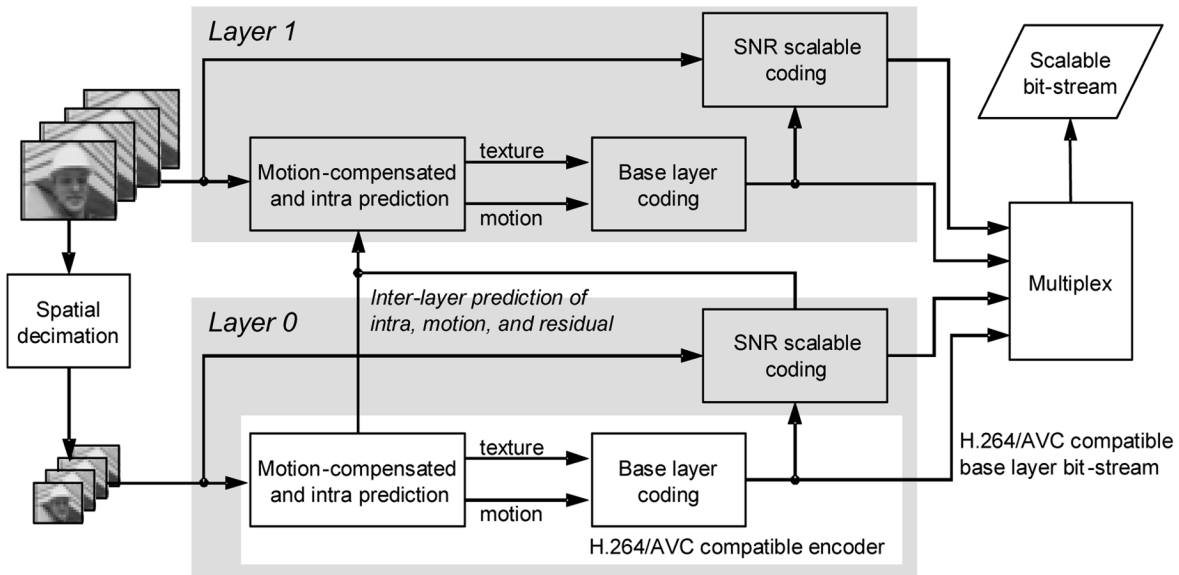 Layer 1
SNR scalable
coding
Scalable
bit-stream
Motion-compensated
and intra prediction
texture
motion
Base layer
coding
Multiplex
Spatial
decimation
Inter-layer prediction of
intra, motion, and residual
Layer 0
SNR scalable
coding
Motion-compensated
and intra prediction
texture
motion
Base layer
coding
H.264/AVC compatible
base layer bit-stream
H.264/AVC compatible encoder